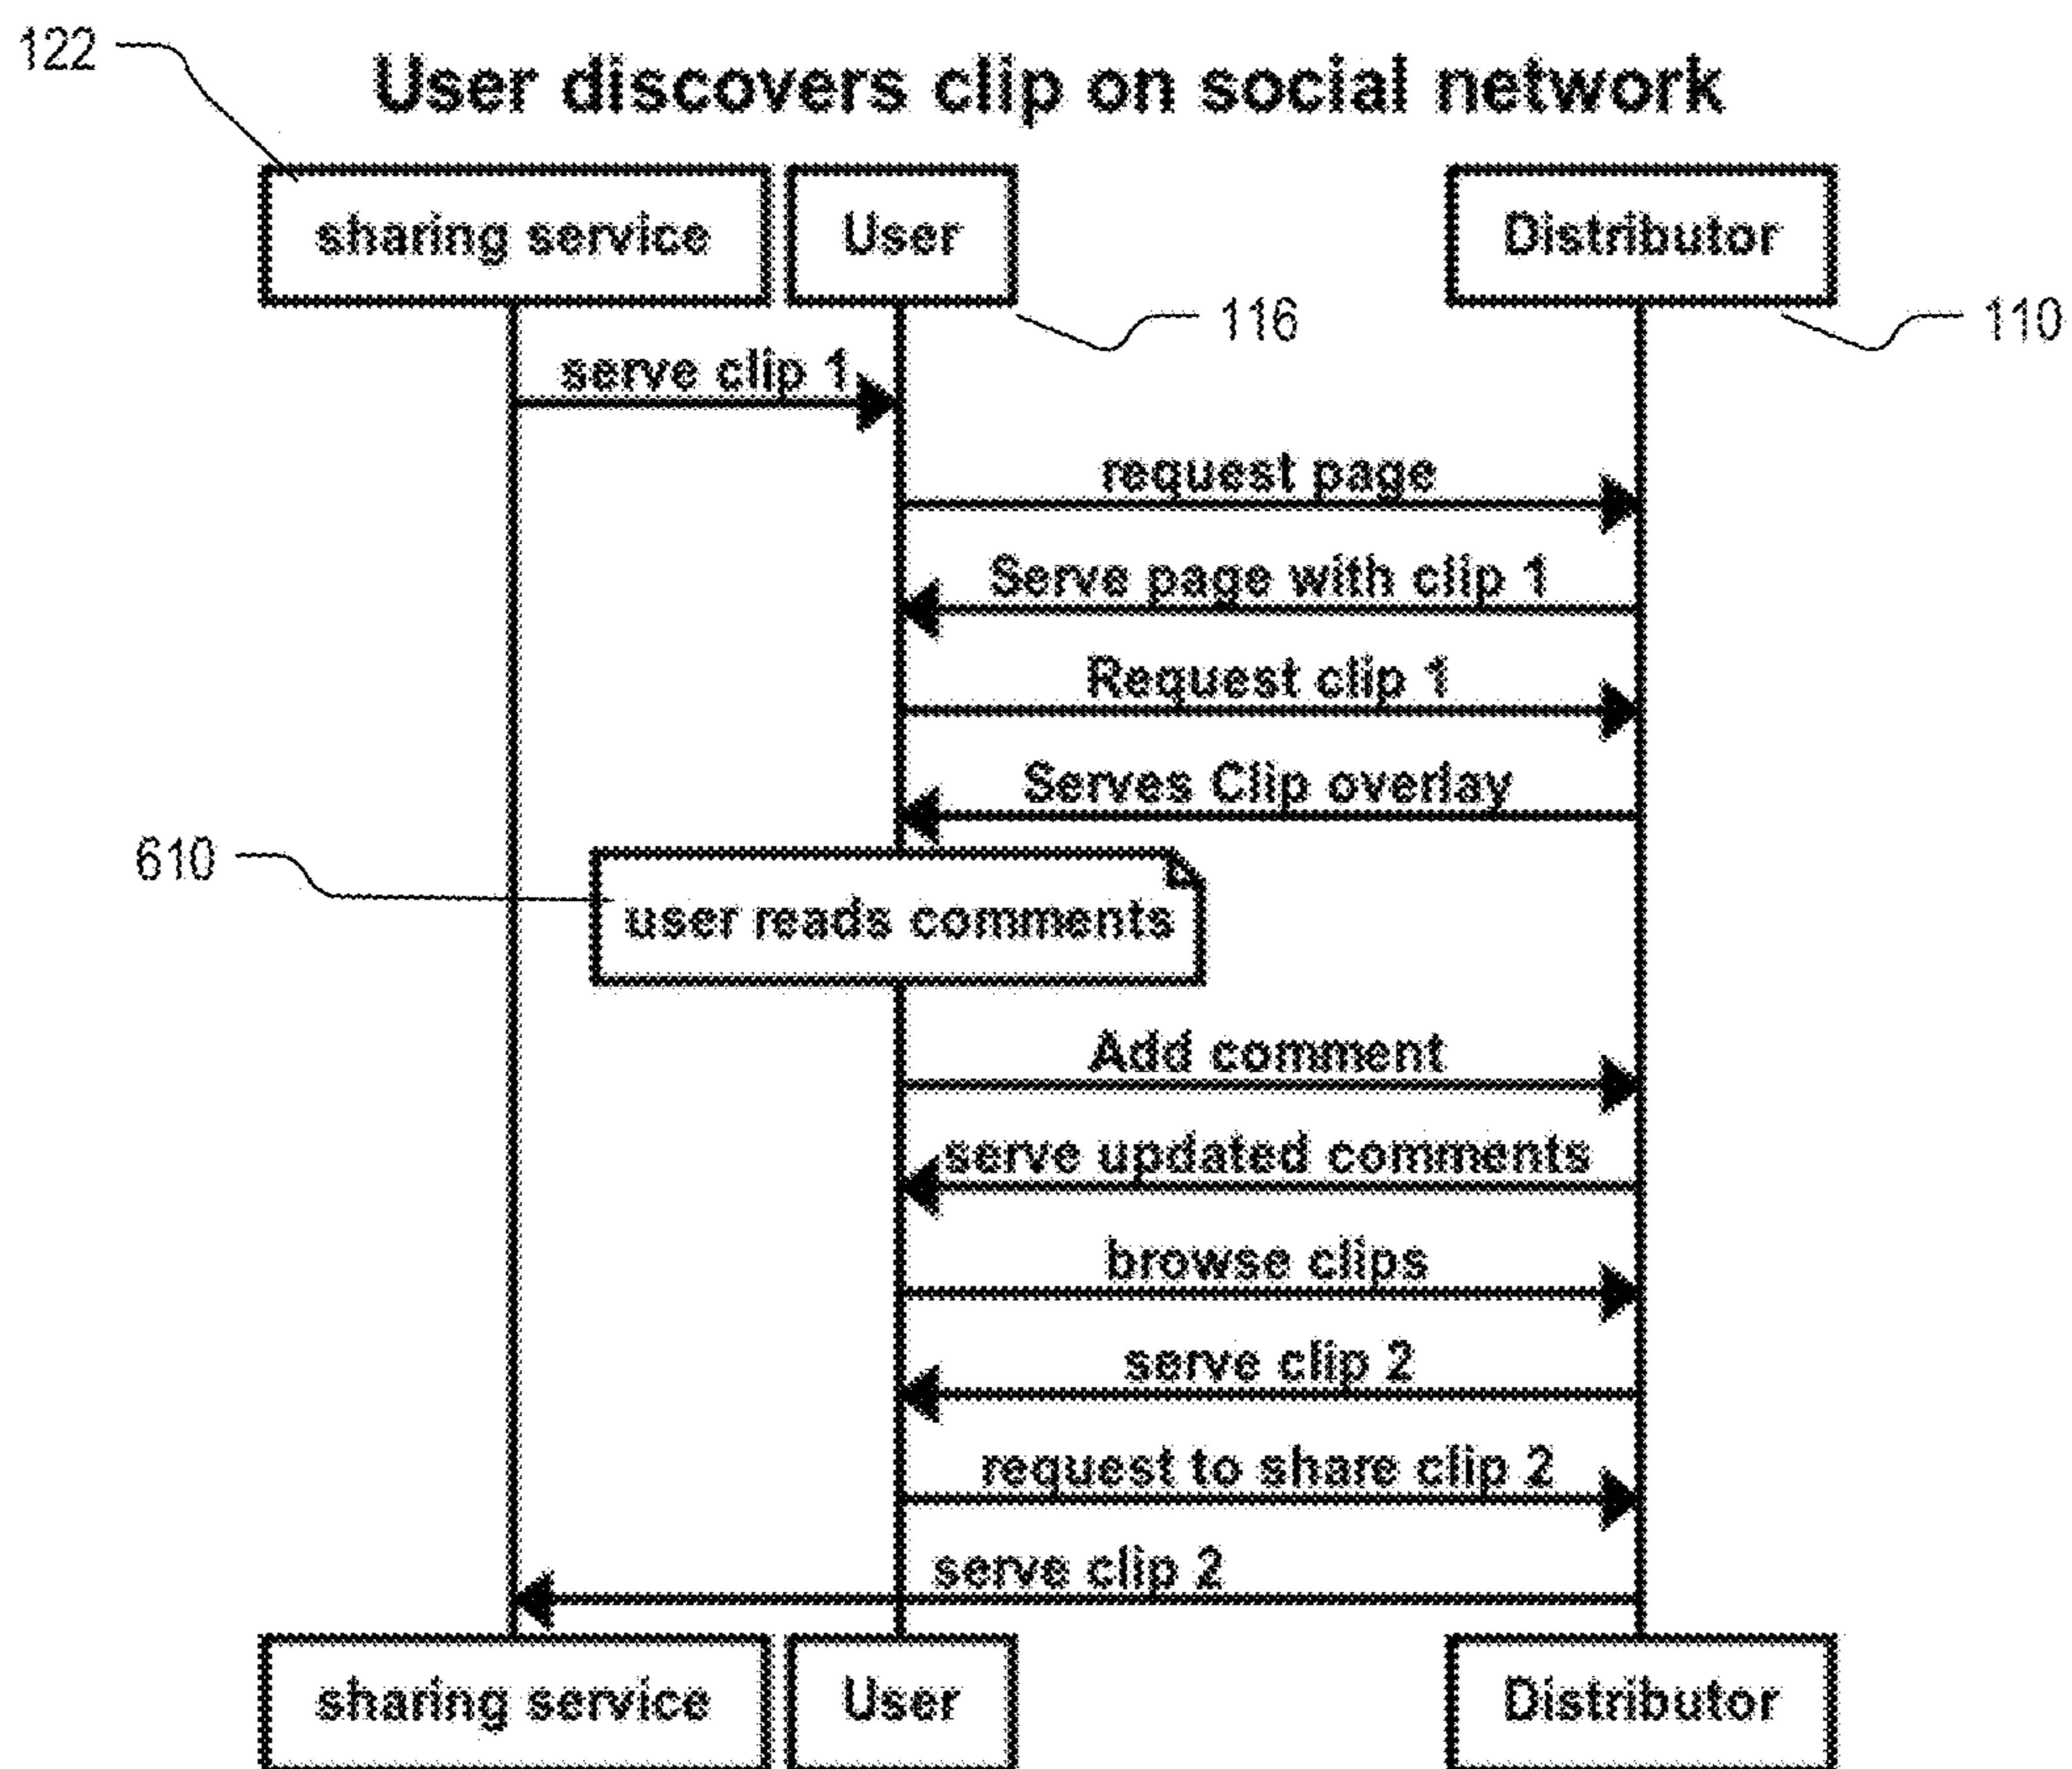 122
User discovers clip on social network
sharing service
User
Distributor
116
110
serve clip 1
request page
Serve page with clip 1
Request clip 1
Serves Clip overlay
610
user reads comments
Add comment
serve updated comments
browse clips
serve clip 2
request to share clip 2
serve clip 2
sharing service
User
Distributor